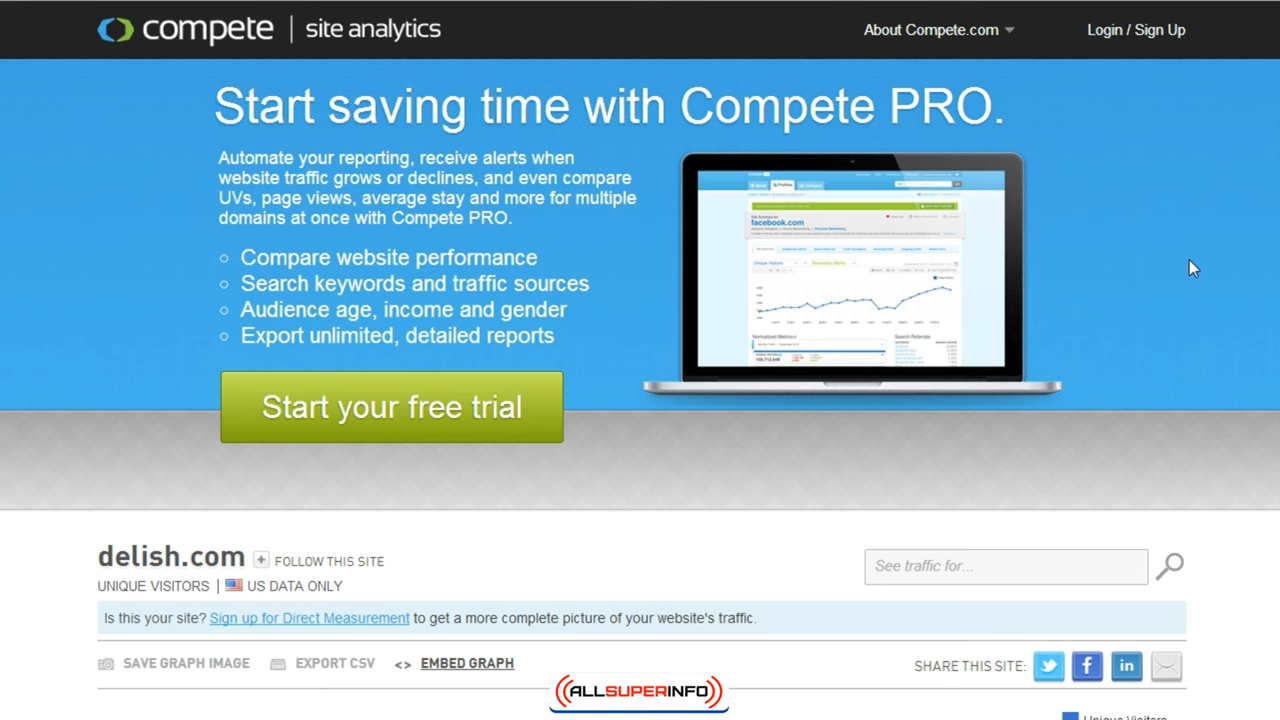 compete | site analytics
About Compete.com
Login / Sign Up
Start saving time with Compete PRO.
Automate your reporting, receive alerts when
website traffic grows or declines, and even compare
UVs, page views, average stay and more for multiple
domains at once with Compete PRO.
Compare website performance
Search keywords and traffic sources
Audience age, income and gender
Export unlimited, detailed reports
Start your free trial
facebook.com
delish.com + FOLLOW THIS SITE
UNIQUE VISITORS | US DATA ONLY
See traffic for...
Is this your site? Sign up for Direct Measurement to get a more complete picture of your website's traffic.
SAVE GRAPH IMAGE EXPORT CSV <> EMBED GRAPH
SHARE THIS SITE:
in
ALLSUPERINFO
Unique Visitors